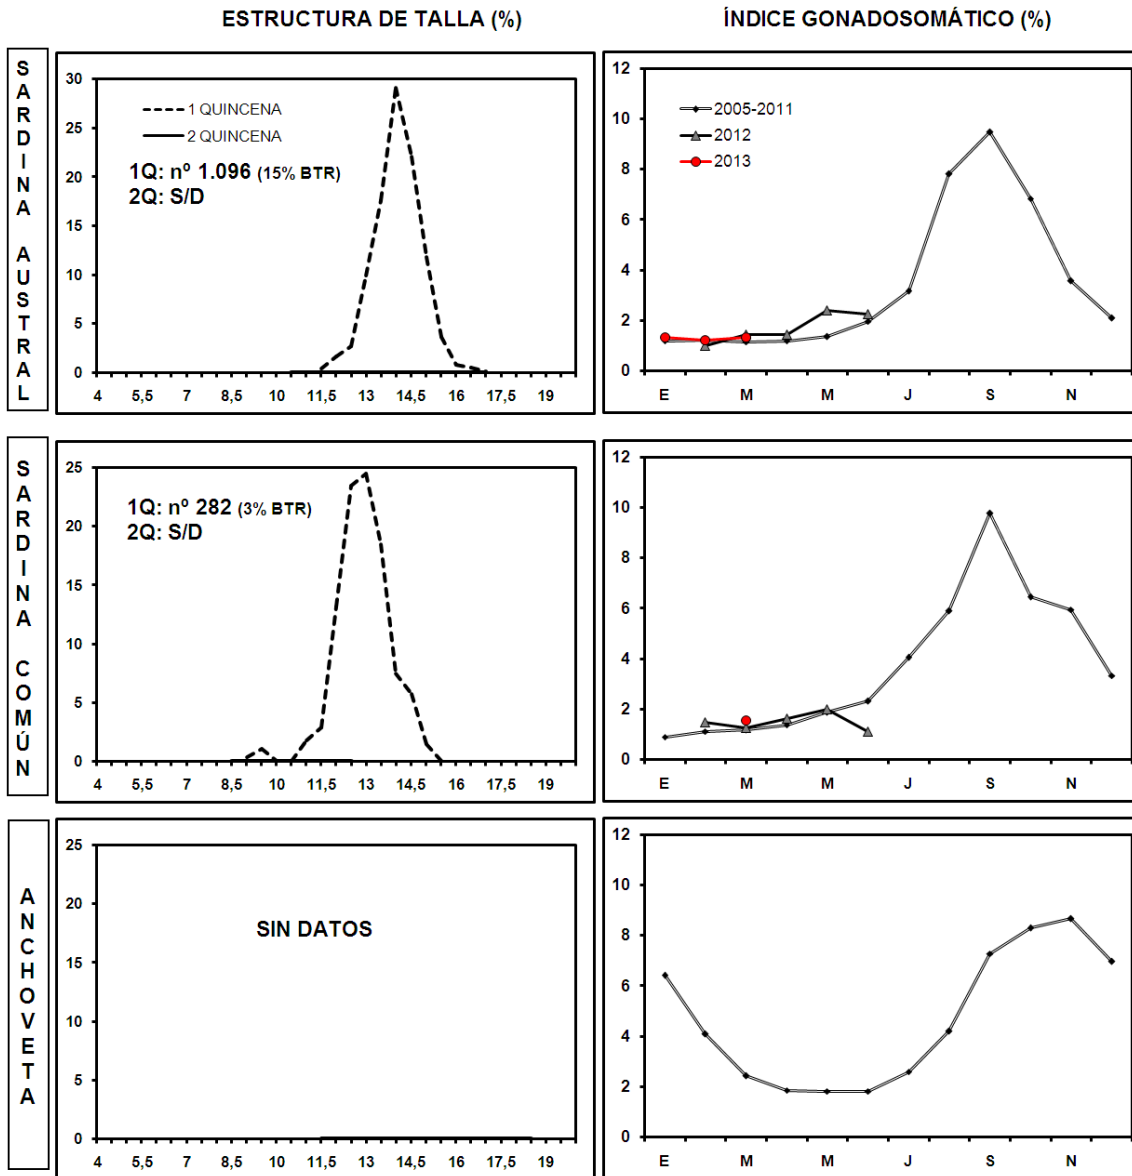 ESTRUCTURA DE TALLA (%)
ÍNDICE GONADOSOMÁTICO (%)
SARDINA AUSTRAL
30
25
20
15
10
5
0
1 QUINCENA
2 QUINCENA
1Q: nº 1.096 (15% BTR)
2Q: S/D
4 5,5 7 8,5 10 11,5 13 14,5 16 17,5 19
12
10
8
6
4
2
0
2005-2011
2012
2013
E M M J S N
SARDINA COMÚN
25
20
15
10
5
0
1Q: nº 282 (3% BTR)
2Q: S/D
4 5,5 7 8,5 10 11,5 13 14,5 16 17,5 19
12
10
8
6
4
2
0
E M M J S N
ANCHOVETA
25
20
15
10
5
0
SIN DATOS
4 5,5 7 8,5 10 11,5 13 14,5 16 17,5 19
12
10
8
6
4
2
0
E M M J S N